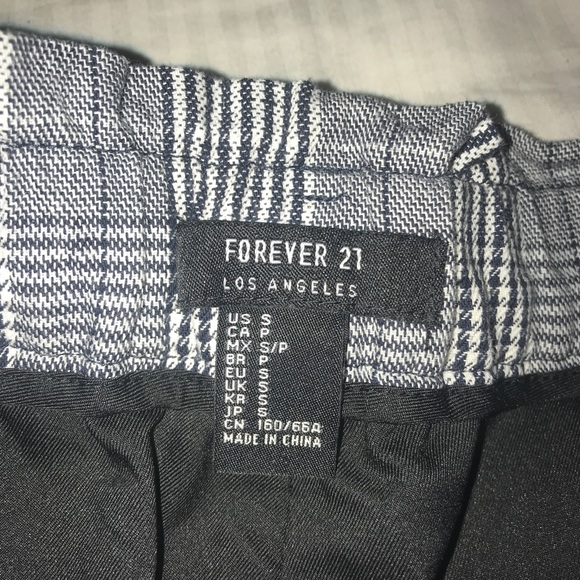 FOREVER 21
LOS ANGELES
US S
CA P
MX S/P
BR P
EU S
UK S
KR S
JP S
CN 160/66A
MADE IN CHINA